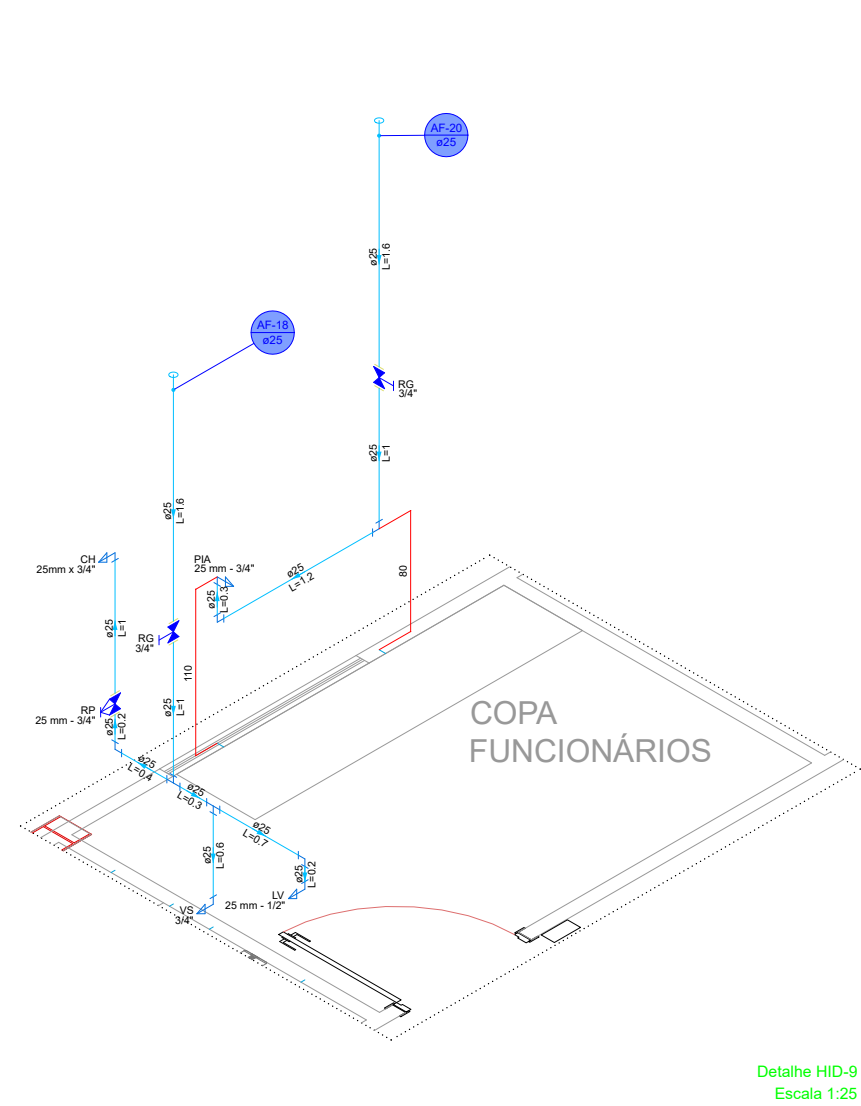 AF-20
ø25
ø25
L=1.6
AF-18
ø25
RG
3/4"
ø25
L=1
ø25
L=1.6
CH
25mm x 3/4"
PIA
25 mm - 3/4"
ø25
L=1.2
80
ø25
L=0.3
ø25
L=1
RG
3/4"
110
RP
25 mm - 3/4"
ø25
L=1
ø25
L=0.2
COPA
FUNCIONÁRIOS
ø25
L=0.4
ø25
L=0.3
ø25
L=0.7
ø25
L=0.6
ø25
L=0.2
LV
25 mm - 1/2"
VS
3/4"
Detalhe HID-9
Escala 1:25